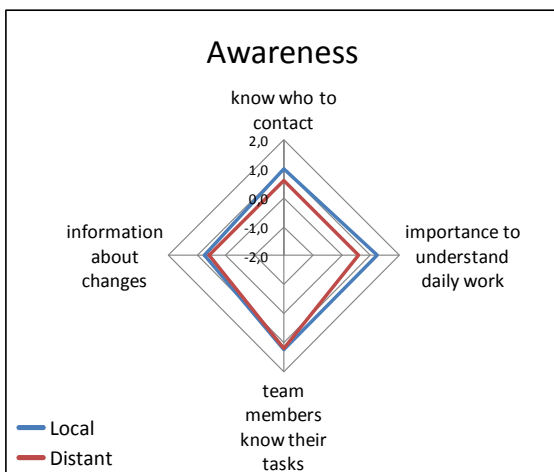 Awareness
know who to
contact
2,0
1,0
0,0
-1,0
-2,0
importance to
understand
daily work
information
about
changes
team
members
know their
tasks
Local
Distant